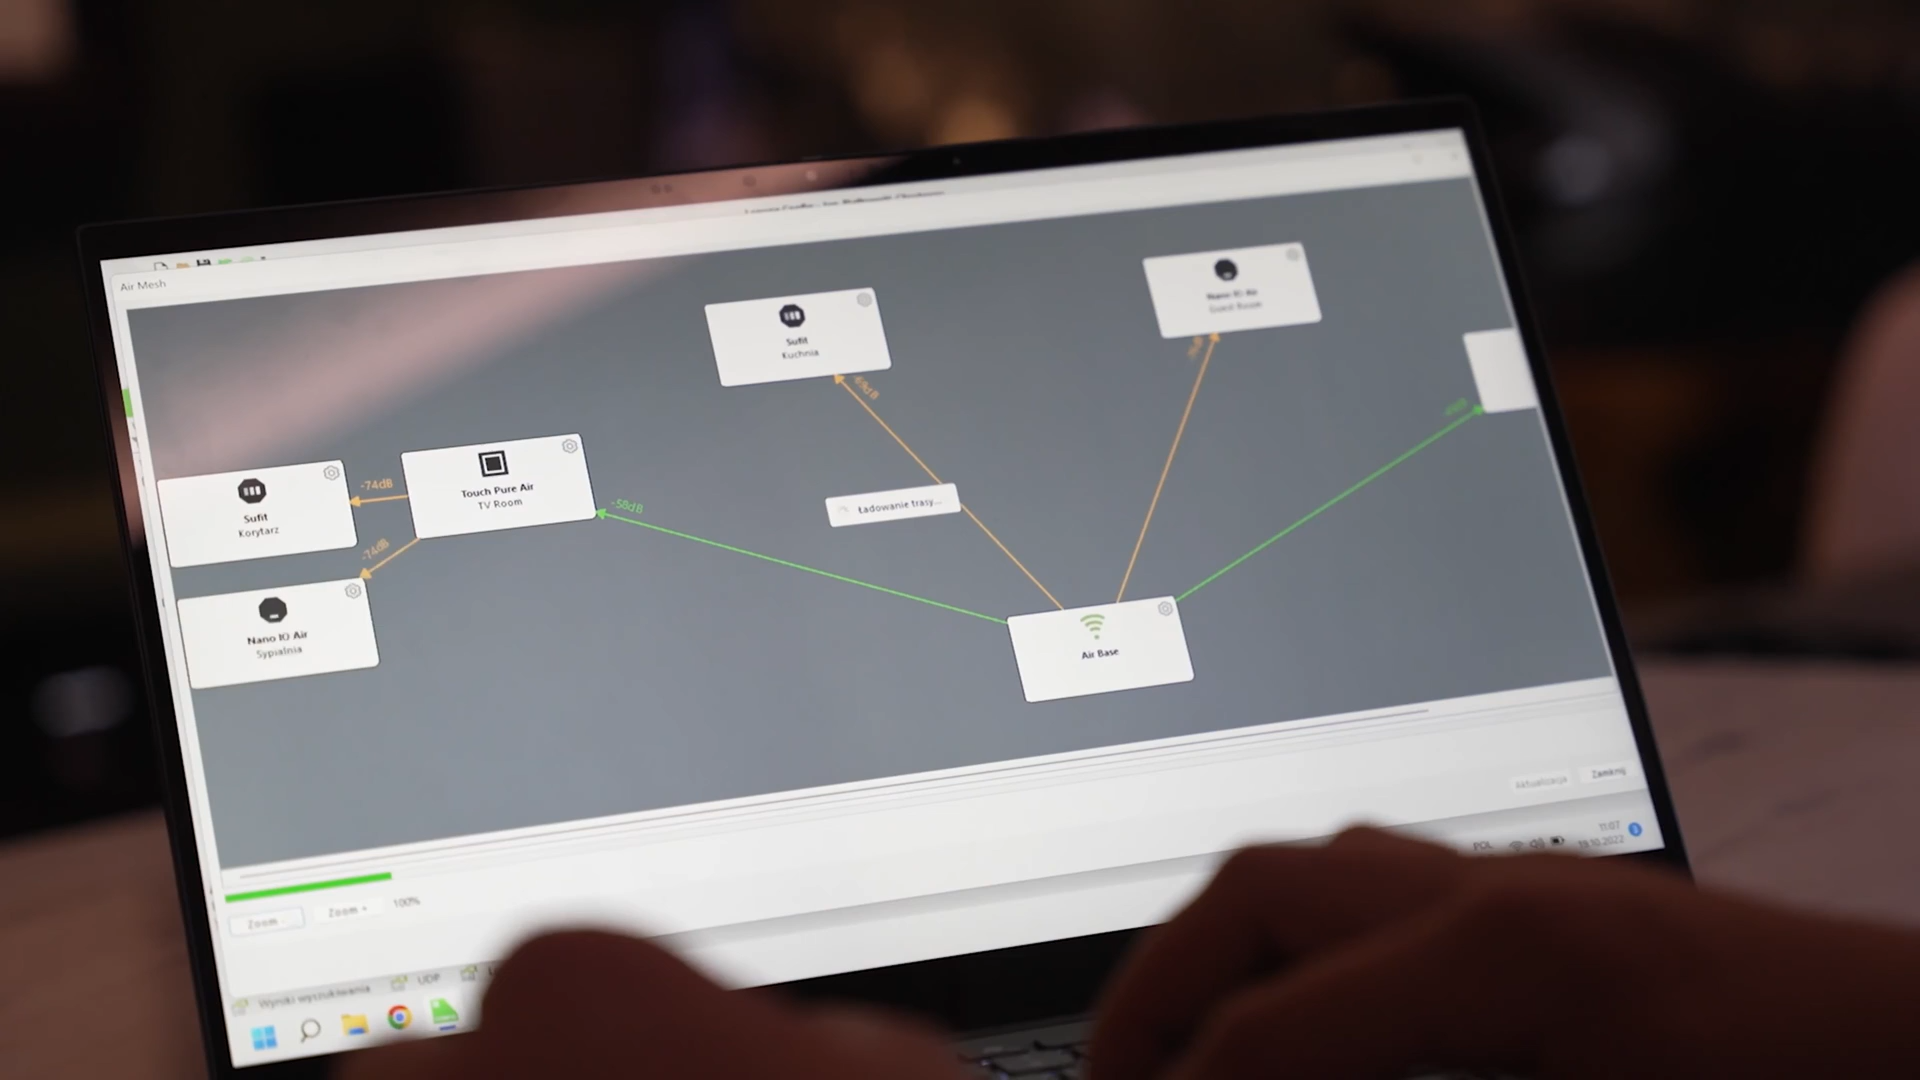 Air Mesh
Sufit
Kuchnia
Nano IO Air
-69dB
Touch Pure Air
TV Room
-74dB
-58dB
Sufit
Korytarz
-74dB
Ładowanie trasy...
Nano IO Air
Sypialnia
Air Base
Aktualizacja
Zamknij
Zoom -
Zoom +
100%
POL
11:07
19.10.2022
Wyniki wyszukiwania
UDP